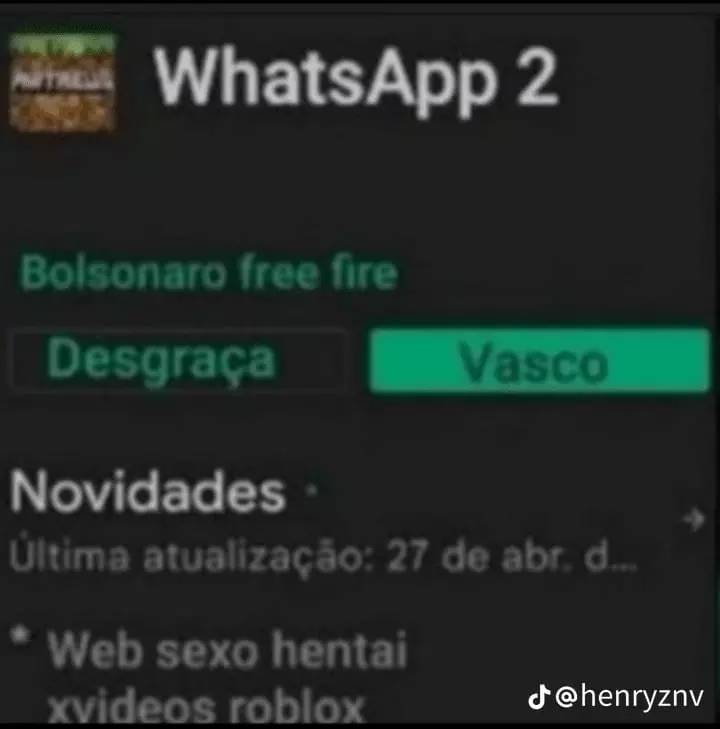 WhatsApp 2
Bolsonaro free fire
Desgraça
Vasco
Novidades ·
Última atualização: 27 de abr. d...
* Web sexo hentai
xvideos roblox
@henryznv